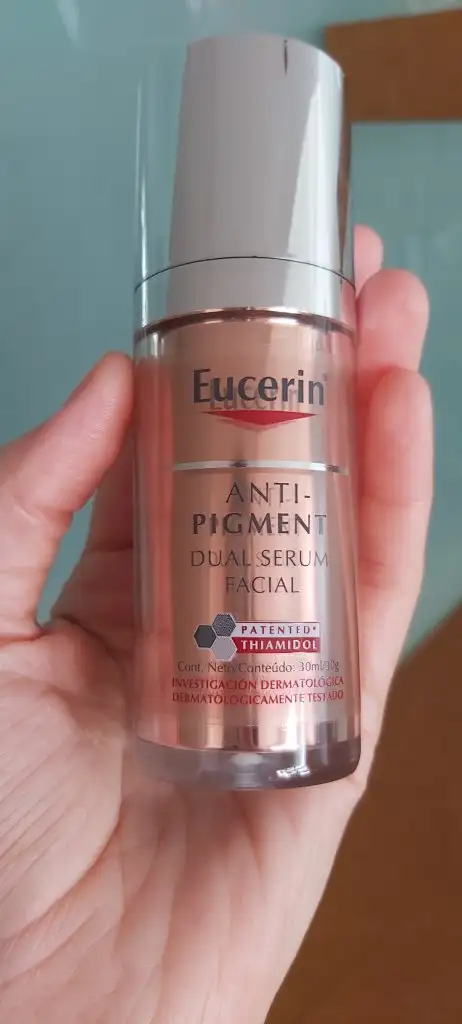 Eucerin®
ANTI-
PIGMENT
DUAL SERUM
FACIAL
PATENTED*
THIAMIDOL
Cont. Neto/Conteúdo: 30ml/30g
INVESTIGACIÓN DERMATOLÓGICA
DERMATOLOGICAMENTE TESTADO